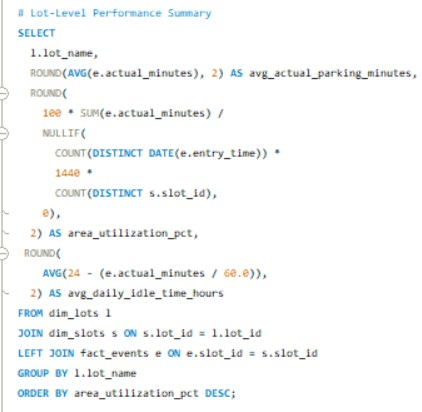 # Lot-Level Performance Summary
SELECT
l.lot_name,
ROUND(AVG(e.actual_minutes), 2) AS avg_actual_parking_minutes,
ROUND(
100 * SUM(e.actual_minutes) /
NULLIF(
COUNT(DISTINCT DATE(e.entry_time)) *
1440 *
COUNT(DISTINCT s.slot_id),
0),
2) AS area_utilization_pct,
ROUND(
AVG(24 - (e.actual_minutes / 60.0)),
2) AS avg_daily_idle_time_hours
FROM dim_lots l
JOIN dim_slots s ON s.lot_id = l.lot_id
LEFT JOIN fact_events e ON e.slot_id = s.slot_id
GROUP BY l.lot_name
ORDER BY area_utilization_pct DESC;